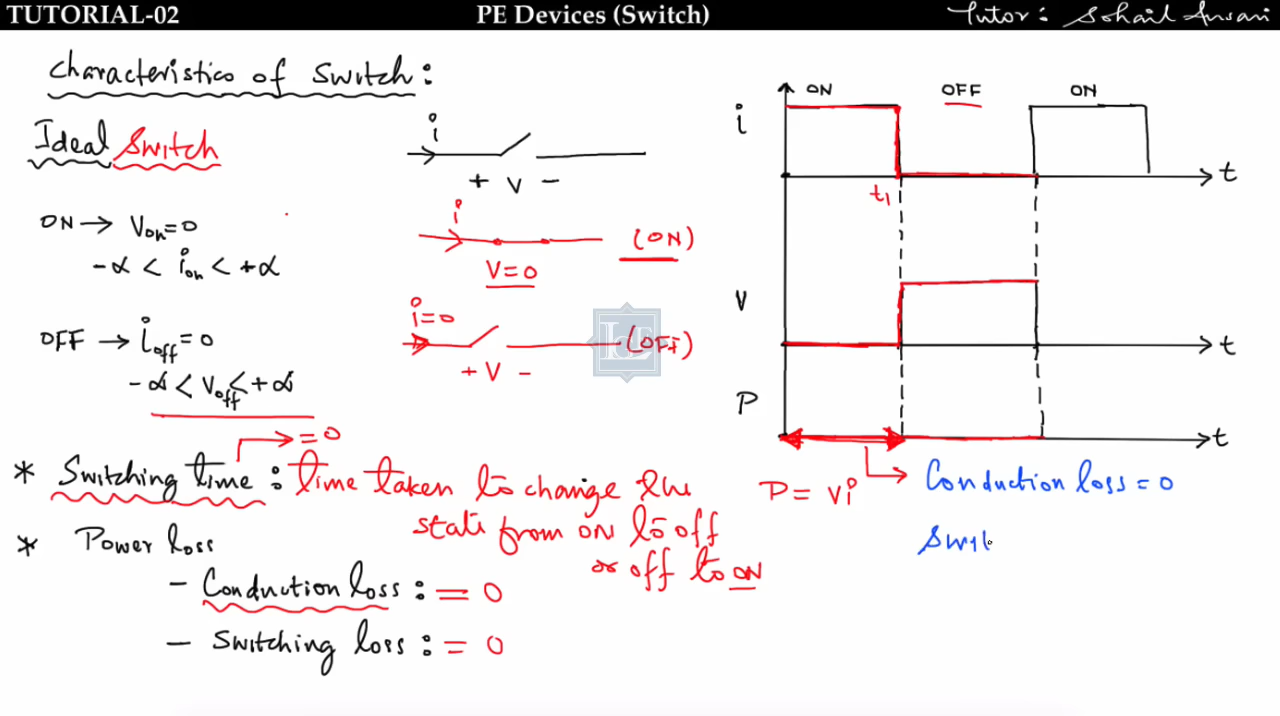 TUTORIAL-02
PE Devices (Switch)
Tutor: Sohail Ansari
Characteristics of Switch:
Ideal Switch
ON → Von=0
-α < ion < +α
OFF → ioff=0
-α < Voff < +α
i
+ V -
i
(ON)
V=0
i=0
(OFF)
+ V -
= 0
* Switching time: time taken to change the
state from ON to off
or off to ON
* Power loss
- Conduction loss: = 0
- Switching loss: = 0
ON OFF ON
i
t
t1
V
t
P
t
P = vi
Conduction loss = 0
Swit